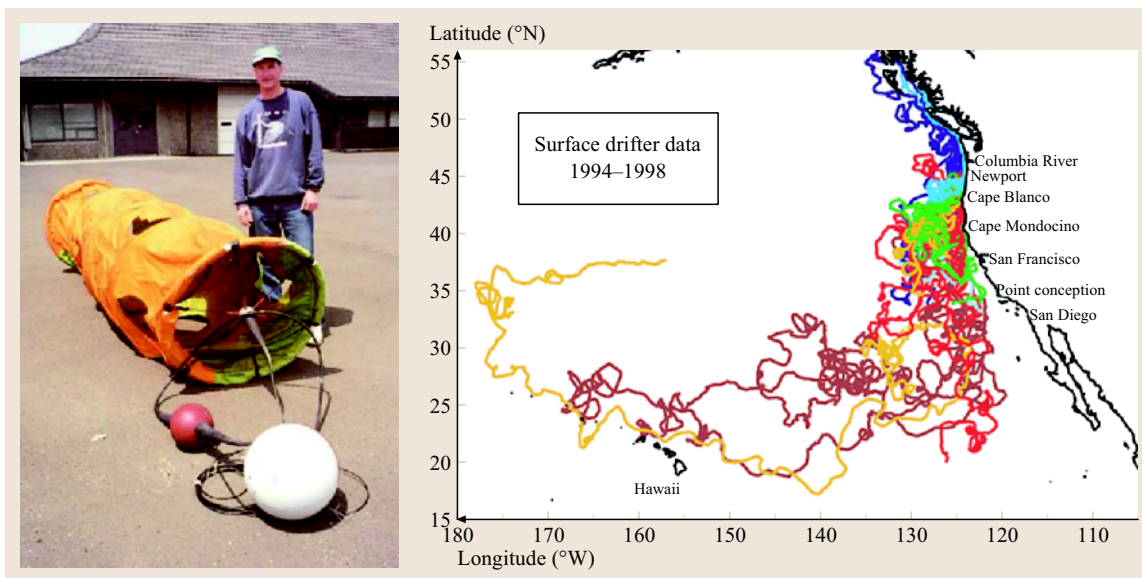 Latitude (°N)
55
50
45
40
35
30
25
20
15
Surface drifter data
1994–1998
Columbia River
Newport
Cape Blanco
Cape Mondocino
San Francisco
Point conception
San Diego
Hawaii
180
170
160
150
140
130
120
Longitude (°W)